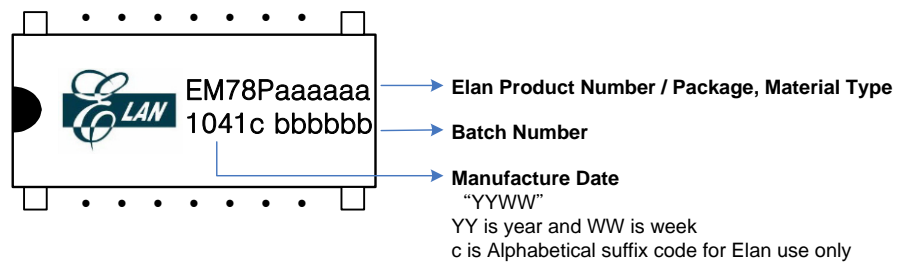 ELAN
EM78Paaaaaa
1041c bbbbbb
Elan Product Number / Package, Material Type
Batch Number
Manufacture Date
“YYWW”
YY is year and WW is week
c is Alphabetical suffix code for Elan use only